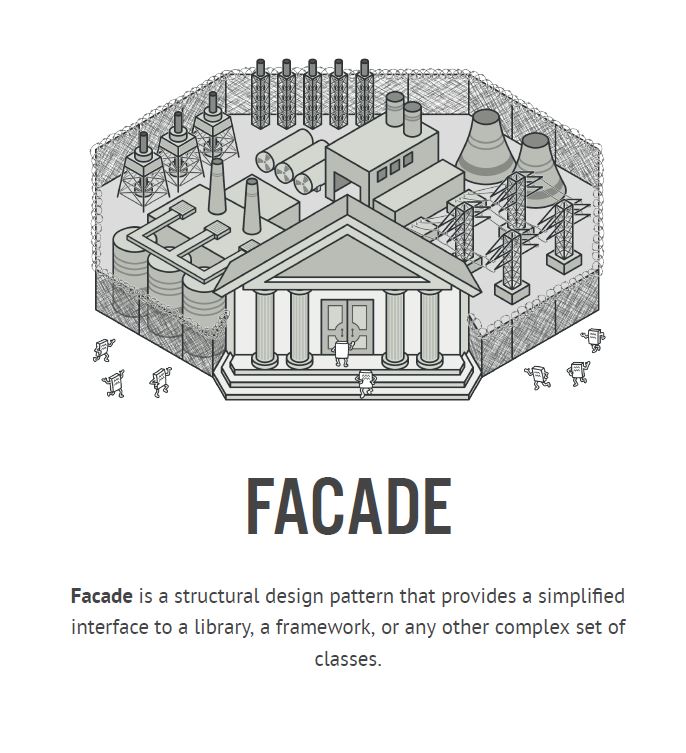 FACADE
Facade is a structural design pattern that provides a simplified
interface to a library, a framework, or any other complex set of
classes.